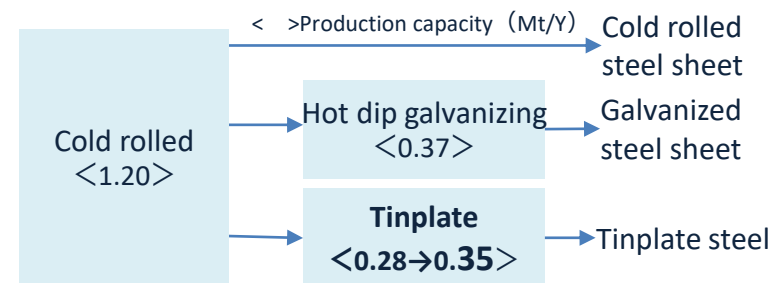 ＜　＞Production capacity（Mt/Y）
Cold rolled
steel sheet
Cold rolled
＜1.20＞
Hot dip galvanizing
＜0.37＞
Galvanized
steel sheet
Tinplate
＜0.28→0.35＞
Tinplate steel